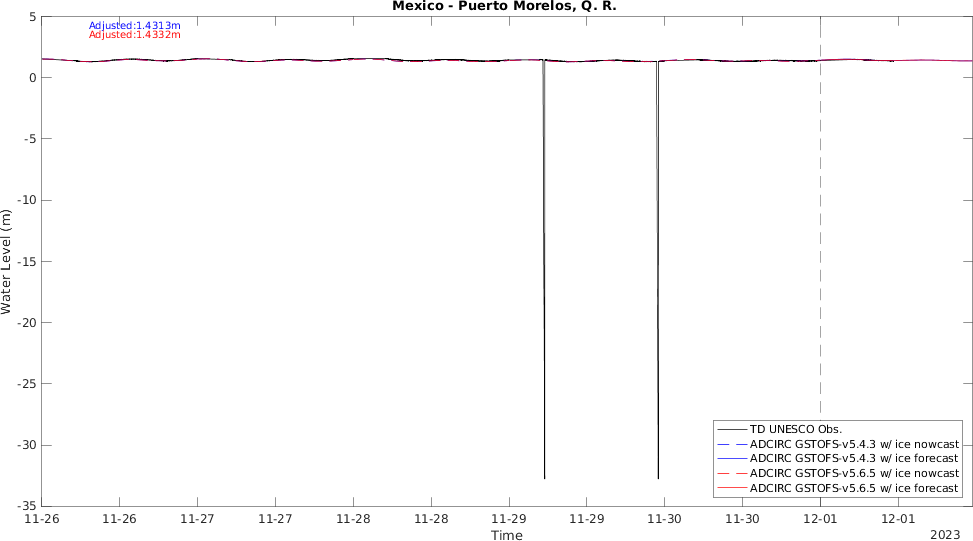 Mexico - Puerto Morelos, Q. R.
Adjusted:1.4313m
Adjusted:1.4332m
5
0
-5
-10
-15
-20
-25
-30
-35
Water Level (m)
TD UNESCO Obs.
ADCIRC GSTOFS-v5.4.3 w/ ice nowcast
ADCIRC GSTOFS-v5.4.3 w/ ice forecast
ADCIRC GSTOFS-v5.6.5 w/ ice nowcast
ADCIRC GSTOFS-v5.6.5 w/ ice forecast
11-26 11-26 11-27 11-27 11-28 11-28 11-29 11-29 11-30 11-30 12-01 12-01
Time
2023